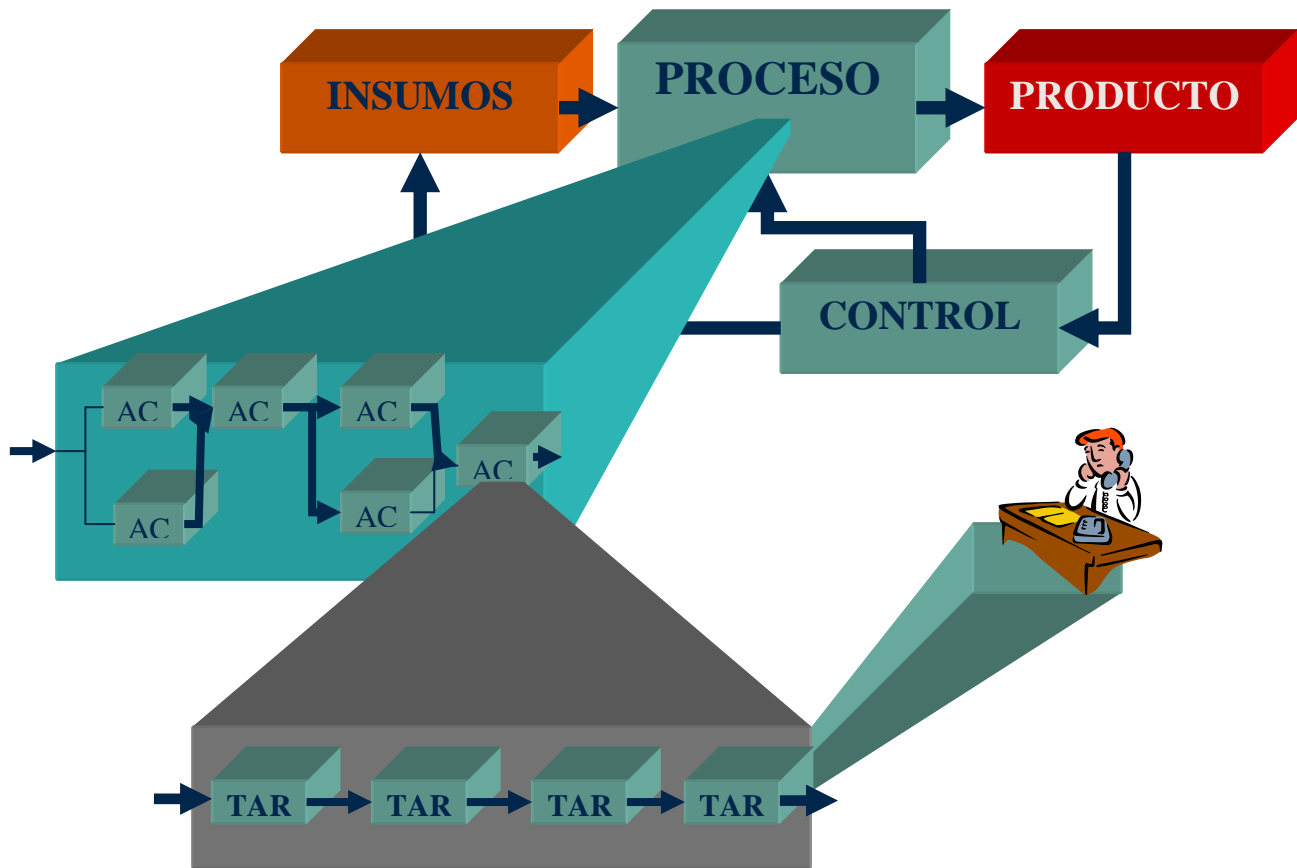 INSUMOS
PROCESO
PRODUCTO
CONTROL
AC
AC
AC
AC
AC
AC
TAR
TAR
TAR
TAR